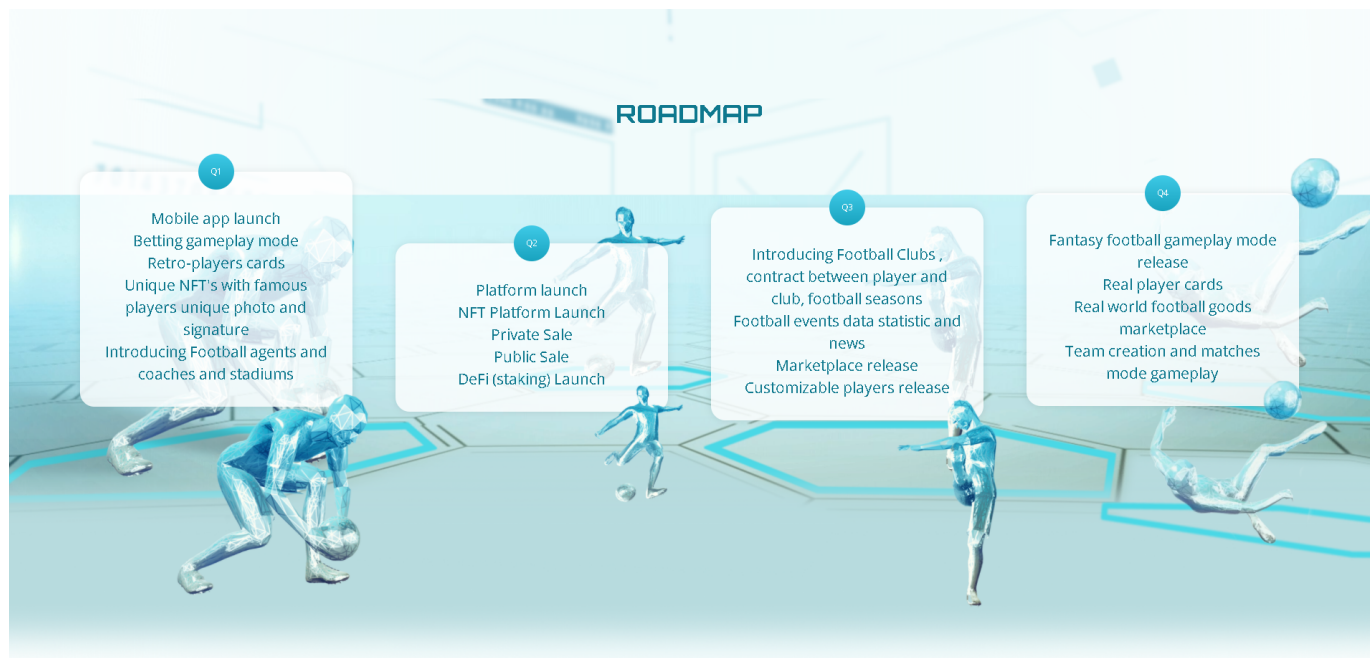 ROADMAP
Q1
Mobile app launch
Betting gameplay mode
Retro-players cards
Unique NFT's with famous
players unique photo and
signature
Introducing Football agents and
coaches and stadiums
Q2
Platform launch
NFT Platform Launch
Private Sale
Public Sale
DeFi (staking) Launch
Q3
Introducing Football Clubs ,
contract between player and
club, football seasons
Football events data statistic and
news
Marketplace release
Customizable players release
Q4
Fantasy football gameplay mode
release
Real player cards
Real world football goods
marketplace
Team creation and matches
mode gameplay